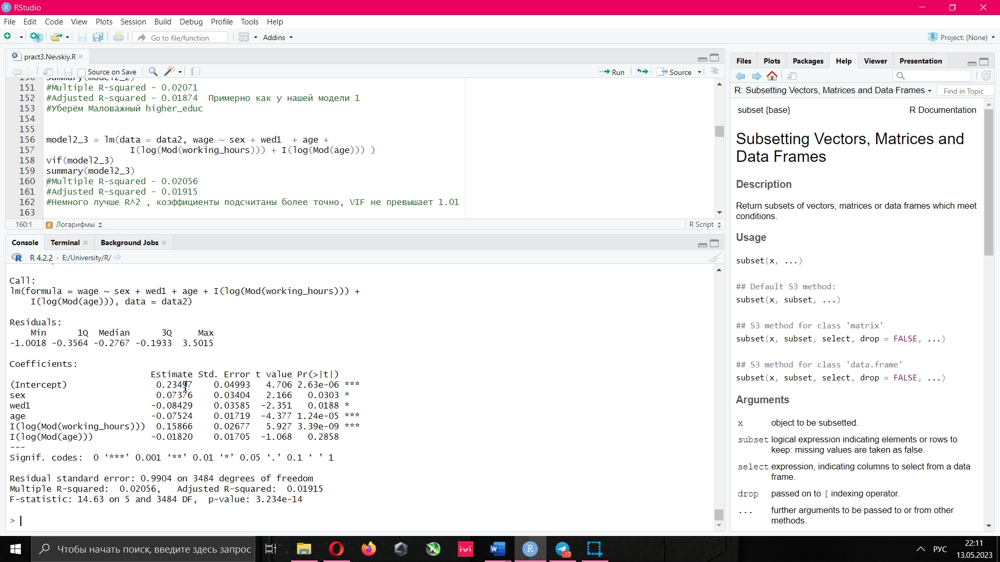 RStudio
File Edit Code View Plots Session Build Debug Profile Tools Help
Go to file/function Addins Project: (None)
pract3.Nevskiy.R
Source on Save Run Source
151 #Multiple R-squared - 0.02071
152 #Adjusted R-squared - 0.01874 Примерно как у нашей модели 1
153 #Уберём Маловажный higher_educ
154
155
156 model2_3 = lm(data = data2, wage ~ sex + wed1 + age +
157 I(log(Mod(working_hours))) + I(log(Mod(age))) )
158 vif(model2_3)
159 summary(model2_3)
160 #Multiple R-squared - 0.02056
161 #Adjusted R-squared - 0.01915
162 #Немного лучше R^2 , коэффициенты подсчитаны более точно, VIF не превышает 1.01
163
160:1 # Логарифмы R Script
Console Terminal Background Jobs
R 4.2.2 · E:/University/R/
Call:
lm(formula = wage ~ sex + wed1 + age + I(log(Mod(working_hours))) +
I(log(Mod(age))), data = data2)
Residuals:
Min 1Q Median 3Q Max
-1.0018 -0.3564 -0.2767 -0.1933 3.5015
Coefficients:
Estimate Std. Error t value Pr(>|t|)
(Intercept) 0.23497 0.04993 4.706 2.63e-06 ***
sex 0.07376 0.03404 2.166 0.0303 *
wed1 -0.08429 0.03585 -2.351 0.0188 *
age -0.07524 0.01719 -4.377 1.24e-05 ***
I(log(Mod(working_hours))) 0.15866 0.02677 5.927 3.39e-09 ***
I(log(Mod(age))) -0.01820 0.01705 -1.068 0.2858
---
Signif. codes: 0 ‘***’ 0.001 ‘**’ 0.01 ‘*’ 0.05 ‘.’ 0.1 ‘ ’ 1
Residual standard error: 0.9904 on 3484 degrees of freedom
Multiple R-squared: 0.02056, Adjusted R-squared: 0.01915
F-statistic: 14.63 on 5 and 3484 DF, p-value: 3.234e-14
>
Files Plots Packages Help Viewer Presentation
R: Subsetting Vectors, Matrices and Data Frames Find in Topic
subset {base} R Documentation
Subsetting Vectors, Matrices and
Data Frames
Description
Return subsets of vectors, matrices or data frames which meet
conditions.
Usage
subset(x, ...)
## Default S3 method:
subset(x, subset, ...)
## S3 method for class 'matrix'
subset(x, subset, select, drop = FALSE, ...)
## S3 method for class 'data.frame'
subset(x, subset, select, drop = FALSE, ...)
Arguments
x object to be subsetted.
subset logical expression indicating elements or rows to
keep: missing values are taken as false.
select expression, indicating columns to select from a data
frame.
drop passed on to [ indexing operator.
... further arguments to be passed to or from other
methods.
Чтобы начать поиск, введите здесь запрос
ivi
W
R
..17
РУС
22:11
13.05.2023